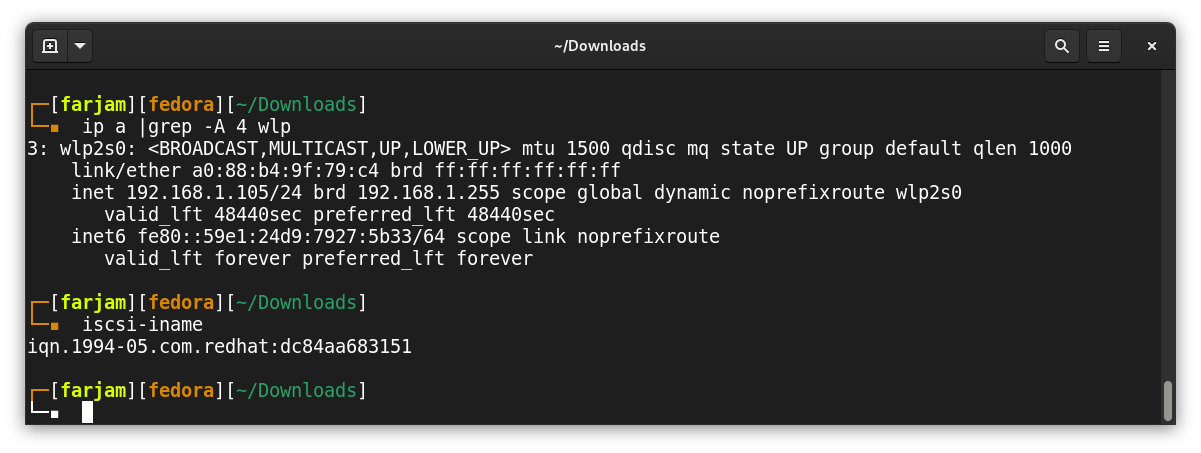 ~/Downloads
[farjam][fedora][~/Downloads]
ip a |grep -A 4 wlp
3: wlp2s0: <BROADCAST,MULTICAST,UP,LOWER_UP> mtu 1500 qdisc mq state UP group default qlen 1000
    link/ether a0:88:b4:9f:79:c4 brd ff:ff:ff:ff:ff:ff
    inet 192.168.1.105/24 brd 192.168.1.255 scope global dynamic noprefixroute wlp2s0
       valid_lft 48440sec preferred_lft 48440sec
    inet6 fe80::59e1:24d9:7927:5b33/64 scope link noprefixroute
       valid_lft forever preferred_lft forever
[farjam][fedora][~/Downloads]
iscsi-iname
iqn.1994-05.com.redhat:dc84aa683151
[farjam][fedora][~/Downloads]